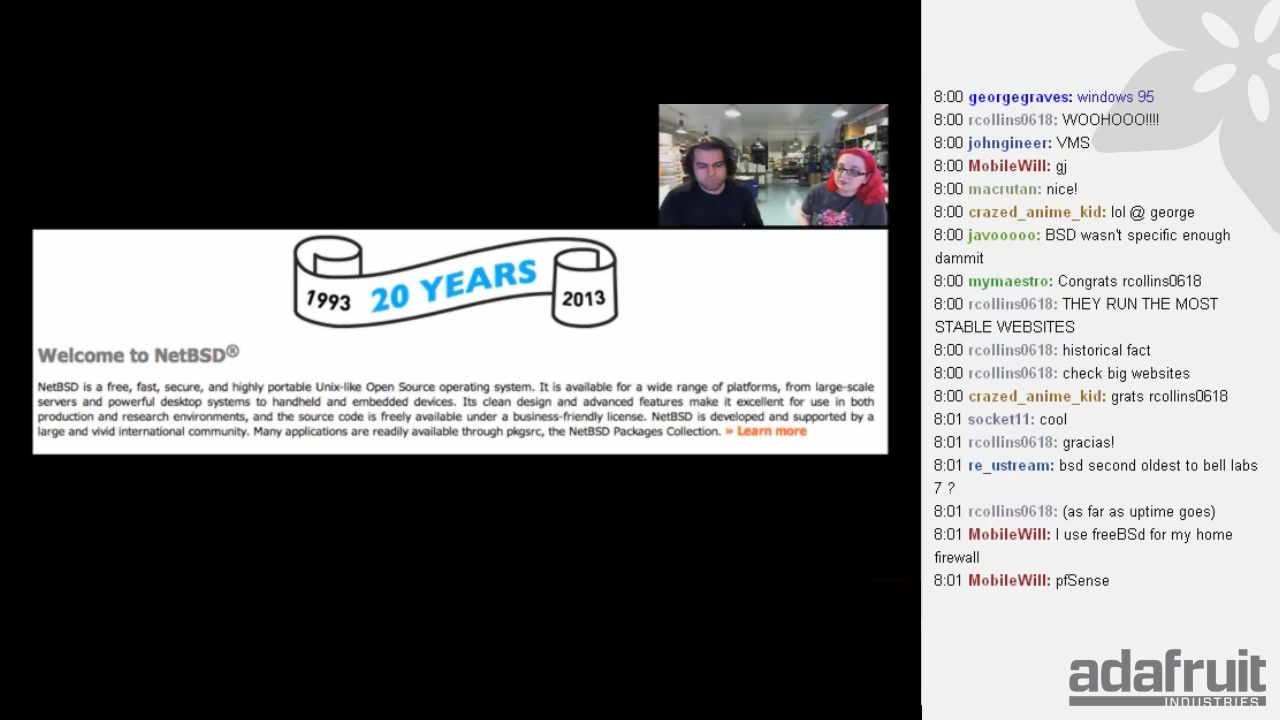 1993 20 YEARS 2013
Welcome to NetBSD®
NetBSD is a free, fast, secure, and highly portable Unix-like Open Source operating system. It is available for a wide range of platforms, from large-scale
servers and powerful desktop systems to handheld and embedded devices. Its clean design and advanced features make it excellent for use in both
production and research environments, and the source code is freely available under a business-friendly license. NetBSD is developed and supported by a
large and vivid international community. Many applications are readily available through pkgsrc, the NetBSD Packages Collection. » Learn more
8:00 georgegraves: windows 95
8:00 rcollins0618: WOOHOOO!!!!
8:00 johngineer: VMS
8:00 MobileWill: gj
8:00 macrutan: nice!
8:00 crazed_anime_kid: lol @ george
8:00 javooooo: BSD wasn't specific enough
dammit
8:00 mymaestro: Congrats rcollins0618
8:00 rcollins0618: THEY RUN THE MOST
STABLE WEBSITES
8:00 rcollins0618: historical fact
8:00 rcollins0618: check big websites
8:00 crazed_anime_kid: grats rcollins0618
8:01 socket11: cool
8:01 rcollins0618: gracias!
8:01 re_ustream: bsd second oldest to bell labs
7 ?
8:01 rcollins0618: (as far as uptime goes)
8:01 MobileWill: I use freeBSd for my home
firewall
8:01 MobileWill: pfSense
adafruit
INDUSTRIES